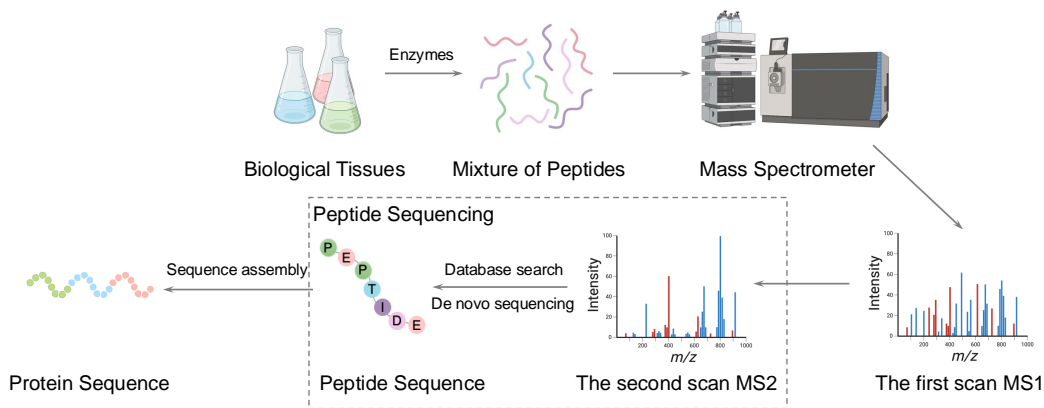 Enzymes
Biological Tissues
Mixture of Peptides
Mass Spectrometer
Peptide Sequencing
P
E
P
T
I
D
E
Sequence assembly
Database search
De novo sequencing
Intensity
100
80
60
40
20
0
200 400 600 800 1000
m/z
Intensity
100
80
60
40
20
0
200 400 600 800 1000
m/z
Protein Sequence
Peptide Sequence
The second scan MS2
The first scan MS1